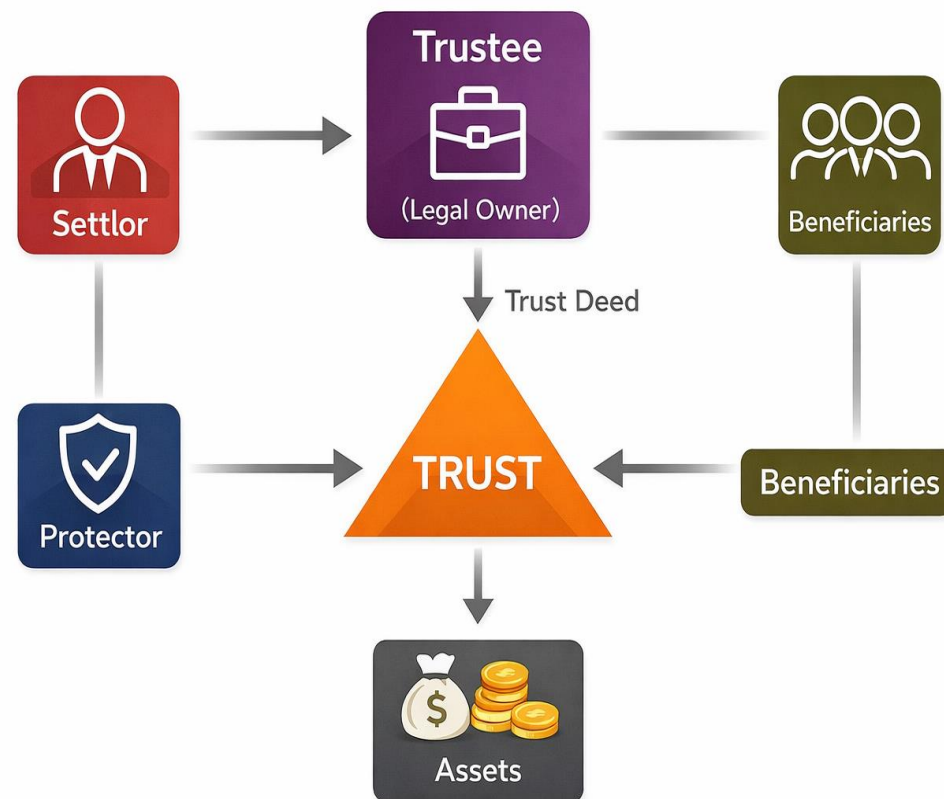 Trustee
(Legal Owner)
Settlor
Beneficiaries
Trust Deed
Protector
TRUST
Beneficiaries
$
Assets